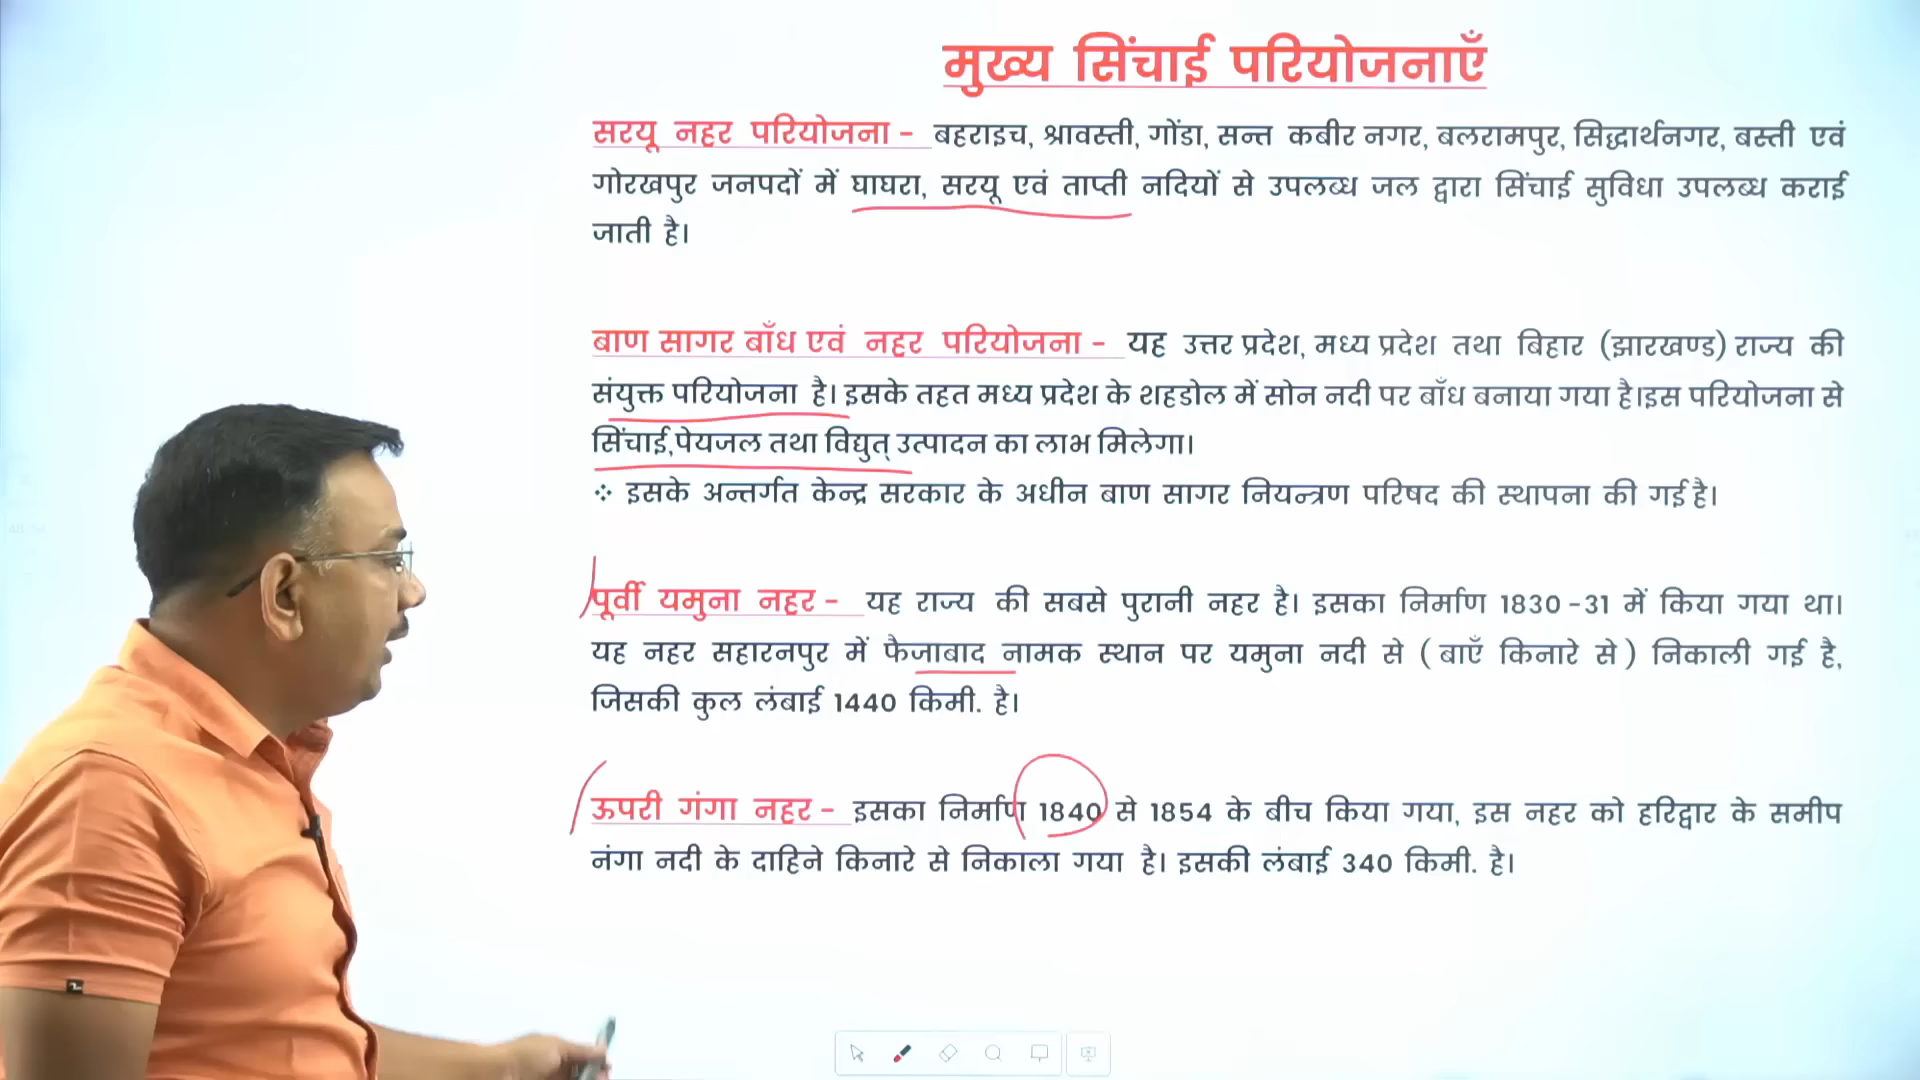 मुख्य सिंचाई परियोजनाएँ
सरयू नहर परियोजना - बहराइच, श्रावस्ती, गोंडा, सन्त कबीर नगर, बलरामपुर, सिद्धार्थनगर, बस्ती एवं
गोरखपुर जनपदों में घाघरा, सरयू एवं ताप्ती नदियों से उपलब्ध जल द्वारा सिंचाई सुविधा उपलब्ध कराई
जाती है।
बाण सागर बाँध एवं नहर परियोजना - यह उत्तर प्रदेश, मध्य प्रदेश तथा बिहार (झारखण्ड) राज्य की
संयुक्त परियोजना है। इसके तहत मध्य प्रदेश के शहडोल में सोन नदी पर बाँध बनाया गया है।इस परियोजना से
सिंचाई,पेयजल तथा विद्युत् उत्पादन का लाभ मिलेगा।
❖ इसके अन्तर्गत केन्द्र सरकार के अधीन बाण सागर नियन्त्रण परिषद की स्थापना की गई है।
पूर्वी यमुना नहर - यह राज्य की सबसे पुरानी नहर है। इसका निर्माण 1830 -31 में किया गया था।
यह नहर सहारनपुर में फैजाबाद नामक स्थान पर यमुना नदी से ( बाएँ किनारे से ) निकाली गई है,
जिसकी कुल लंबाई 1440 किमी. है।
ऊपरी गंगा नहर - इसका निर्माण 1840 से 1854 के बीच किया गया, इस नहर को हरिद्वार के समीप
नंगा नदी के दाहिने किनारे से निकाला गया है। इसकी लंबाई 340 किमी. है।